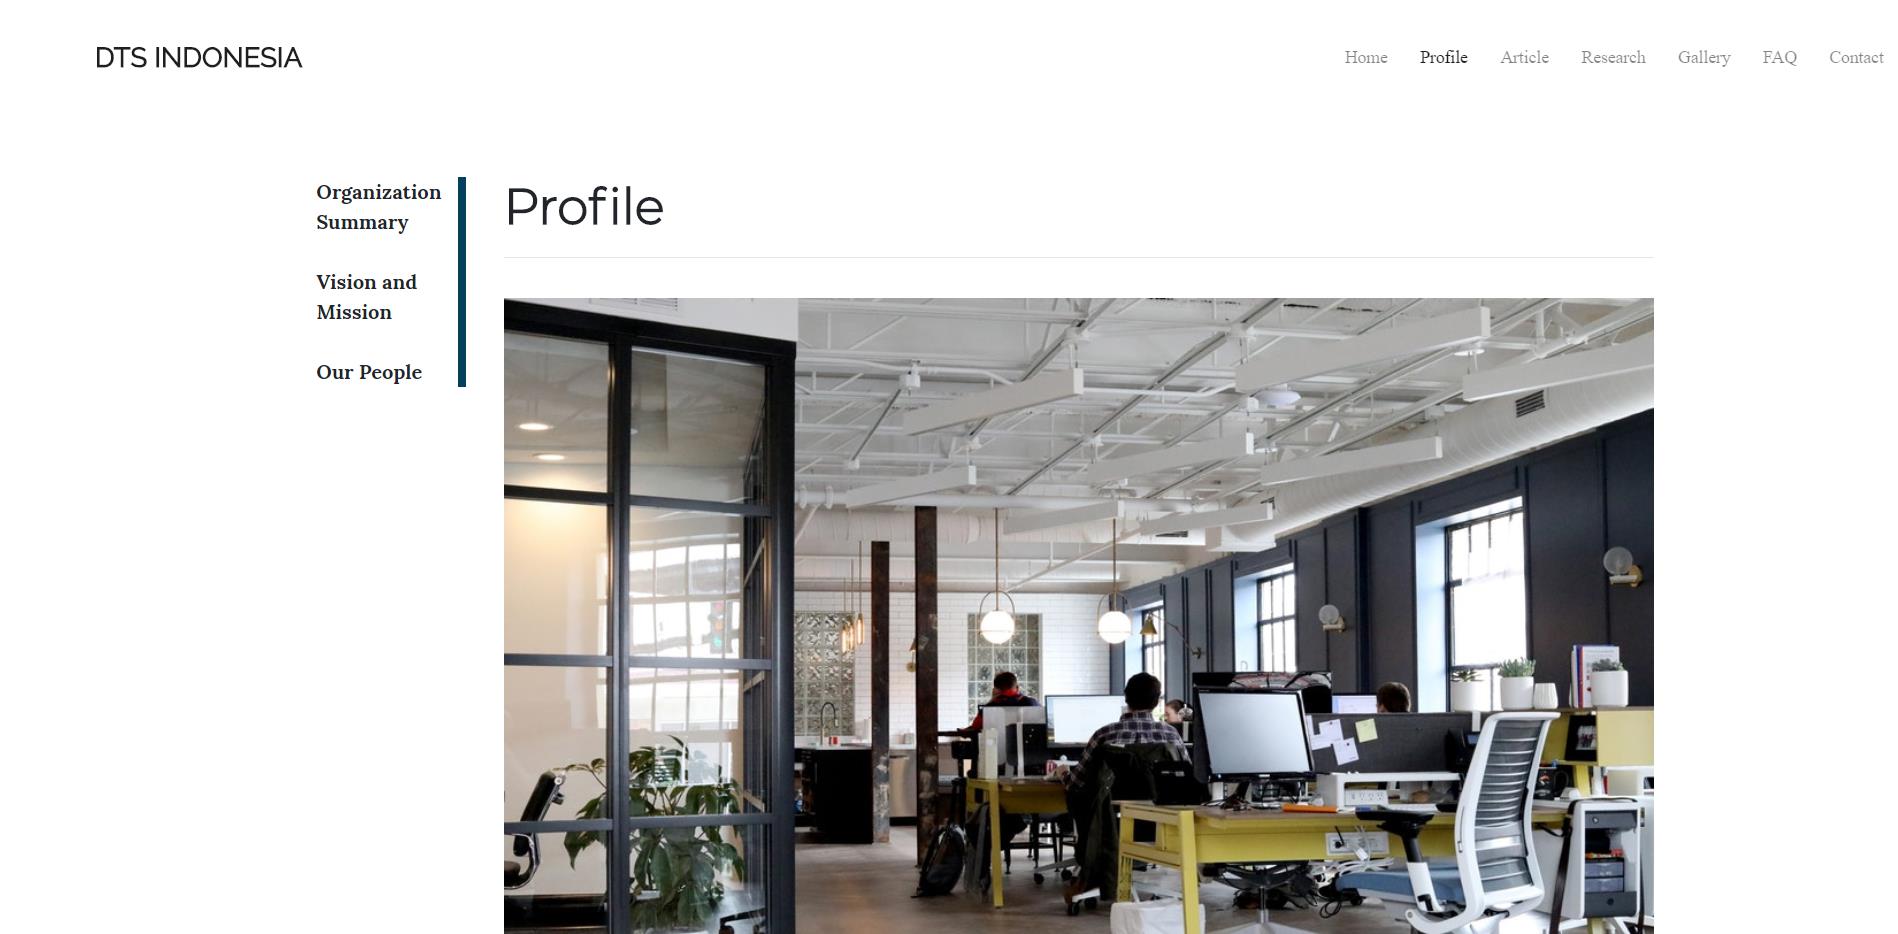 DTS INDONESIA
Home Profile Article Research Gallery FAQ Contact
Organization
Summary
Vision and
Mission
Our People
Profile